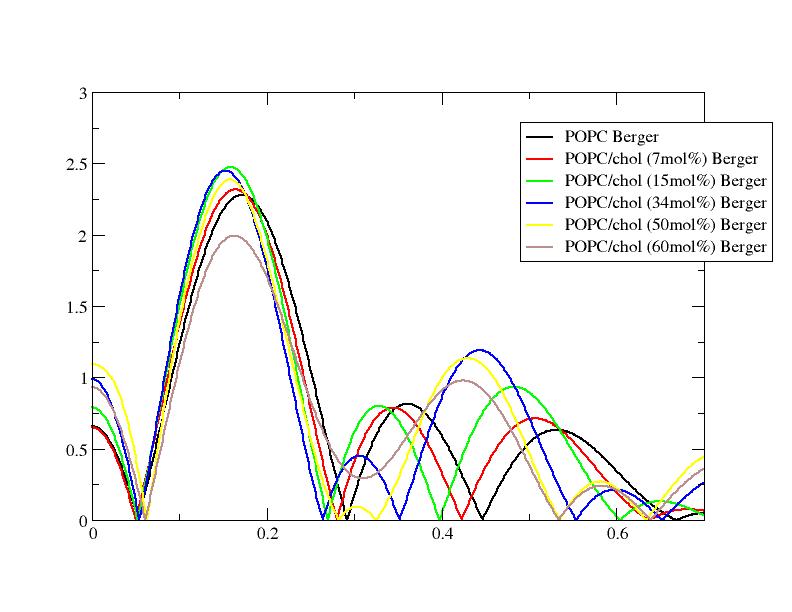 3
2.5
2
1.5
1
0.5
0
0
0.2
0.4
0.6
POPC Berger
POPC/chol (7mol%) Berger
POPC/chol (15mol%) Berger
POPC/chol (34mol%) Berger
POPC/chol (50mol%) Berger
POPC/chol (60mol%) Berger